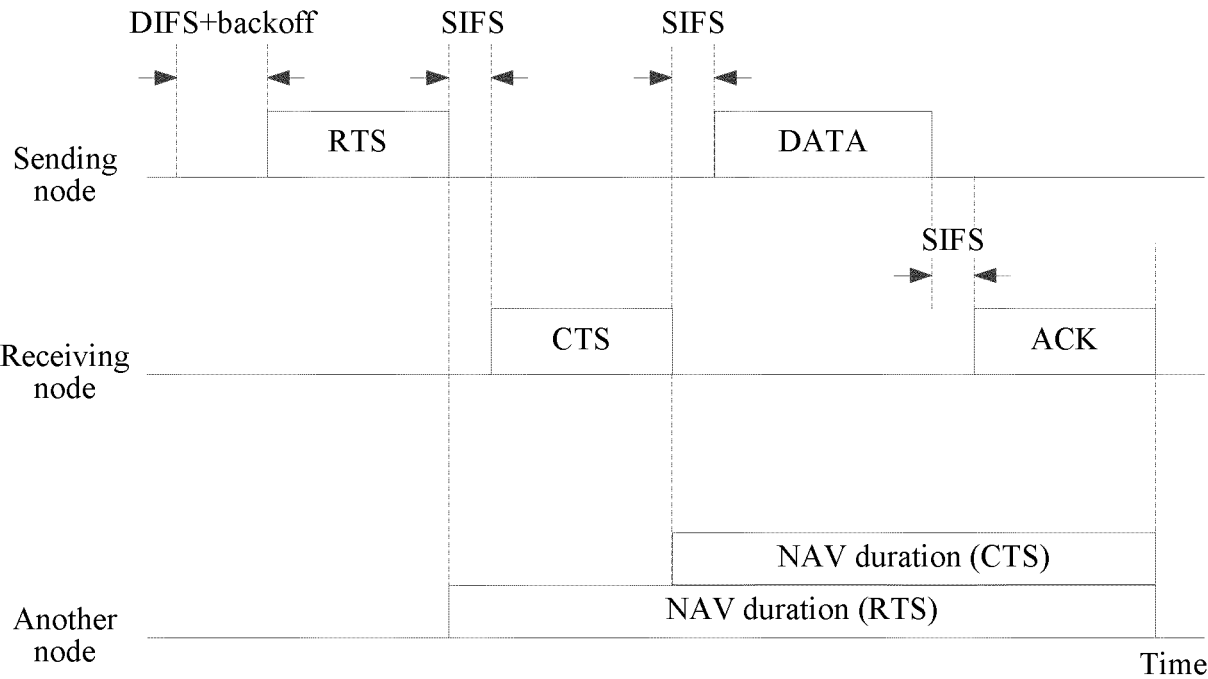 DIFS+backoff
SIFS
SIFS
RTS
DATA
Sending
node
SIFS
CTS
ACK
Receiving
node
NAV duration (CTS)
NAV duration (RTS)
Another
node
Time